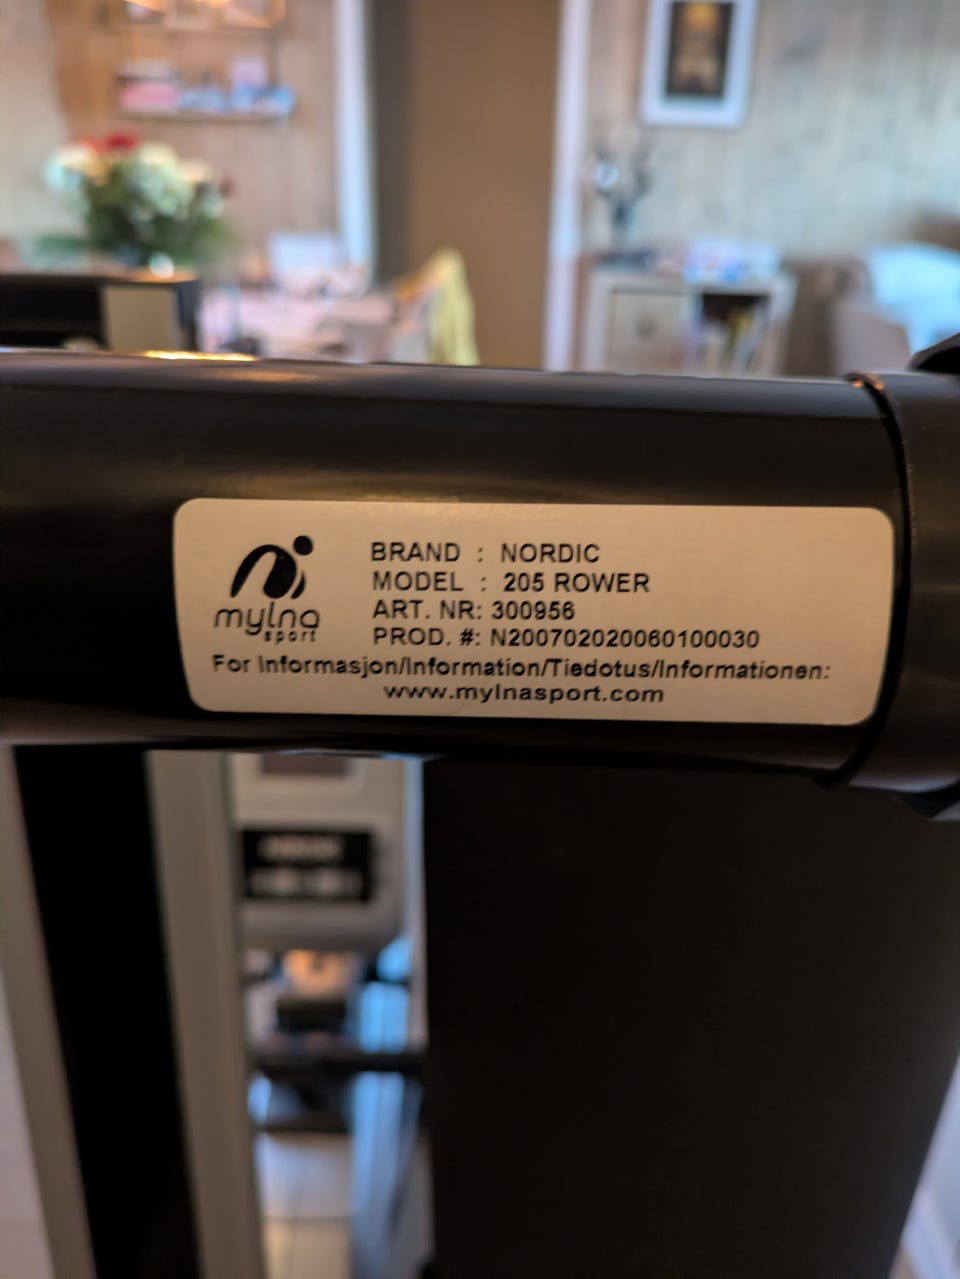 mylna
sport
BRAND : NORDIC
MODEL : 205 ROWER
ART. NR: 300956
PROD. #: N200702020060100030
For Informasjon/Information/Tiedotus/Informationen:
www.mylnasport.com